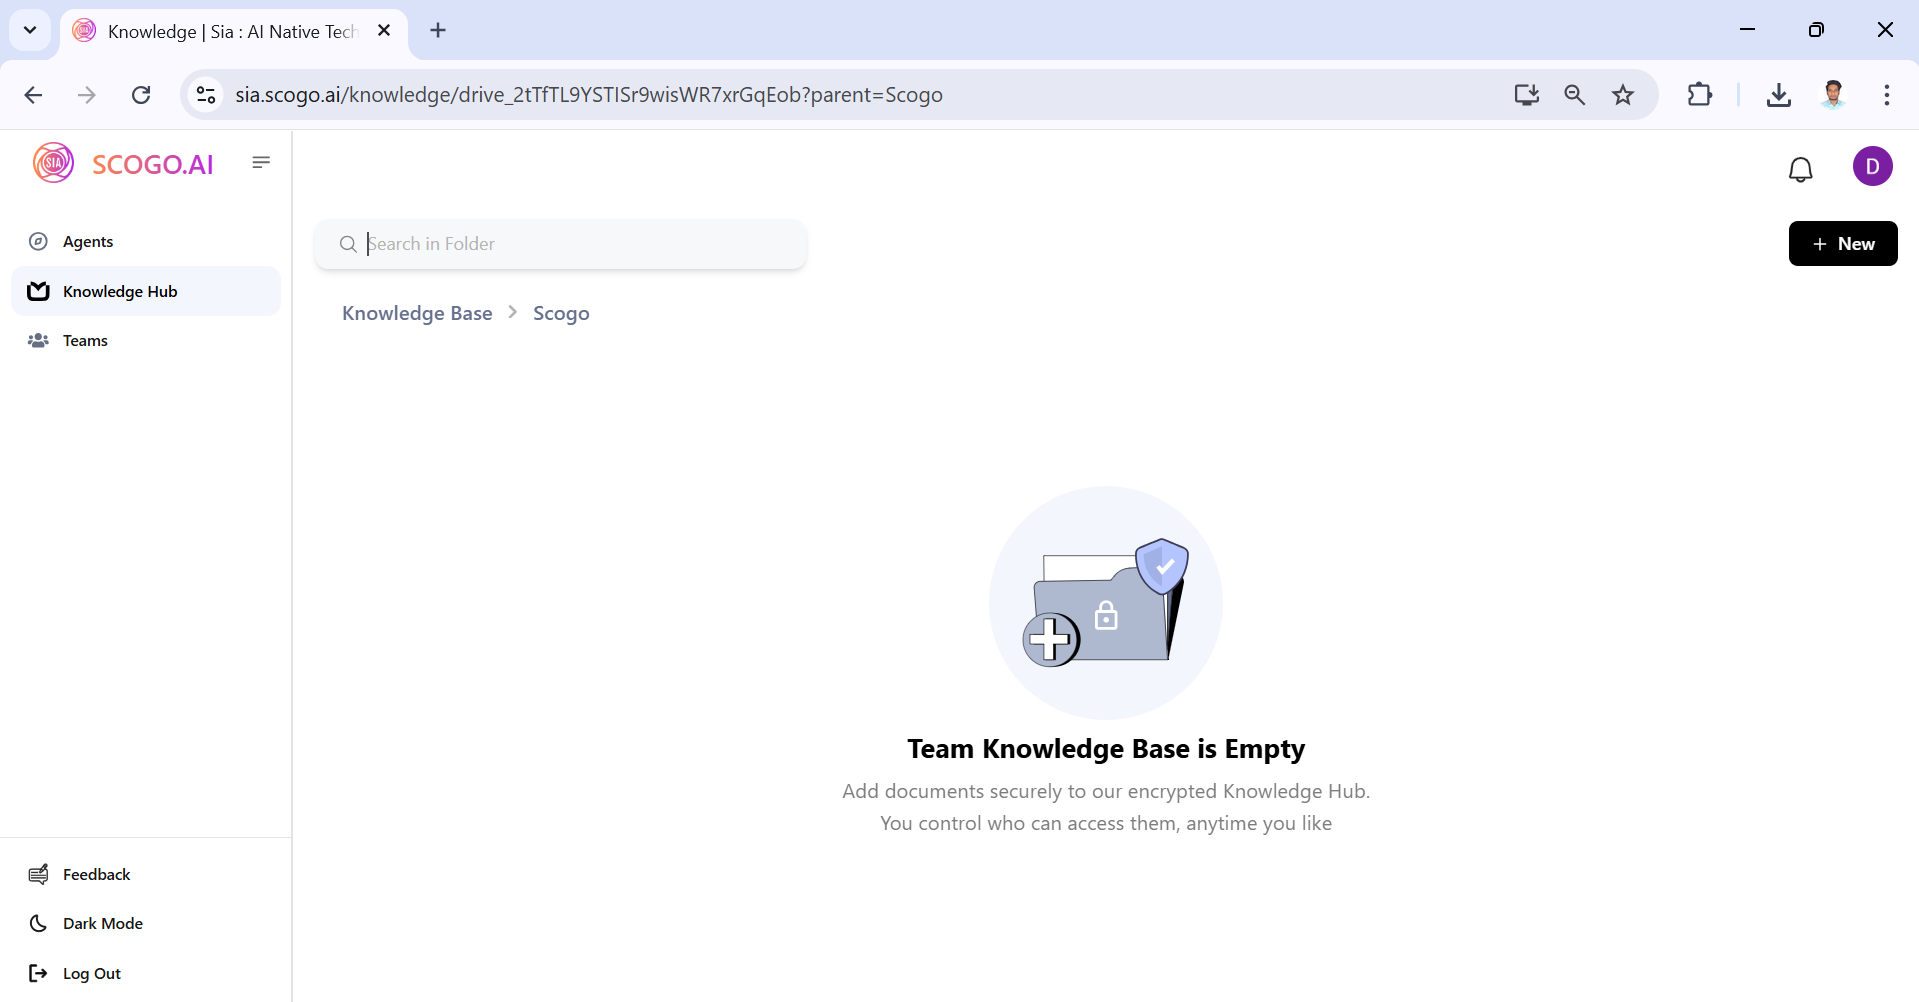 Knowledge | Sia : AI Native Tech
sia.scogo.ai/knowledge/drive_2tTfTL9YSTISr9wisWR7xrGqEob?parent=Scogo
SIA SCOGO.AI
D
Agents
Knowledge Hub
Teams
Search in Folder
+ New
Knowledge Base > Scogo
Team Knowledge Base is Empty
Add documents securely to our encrypted Knowledge Hub.
You control who can access them, anytime you like
Feedback
Dark Mode
Log Out